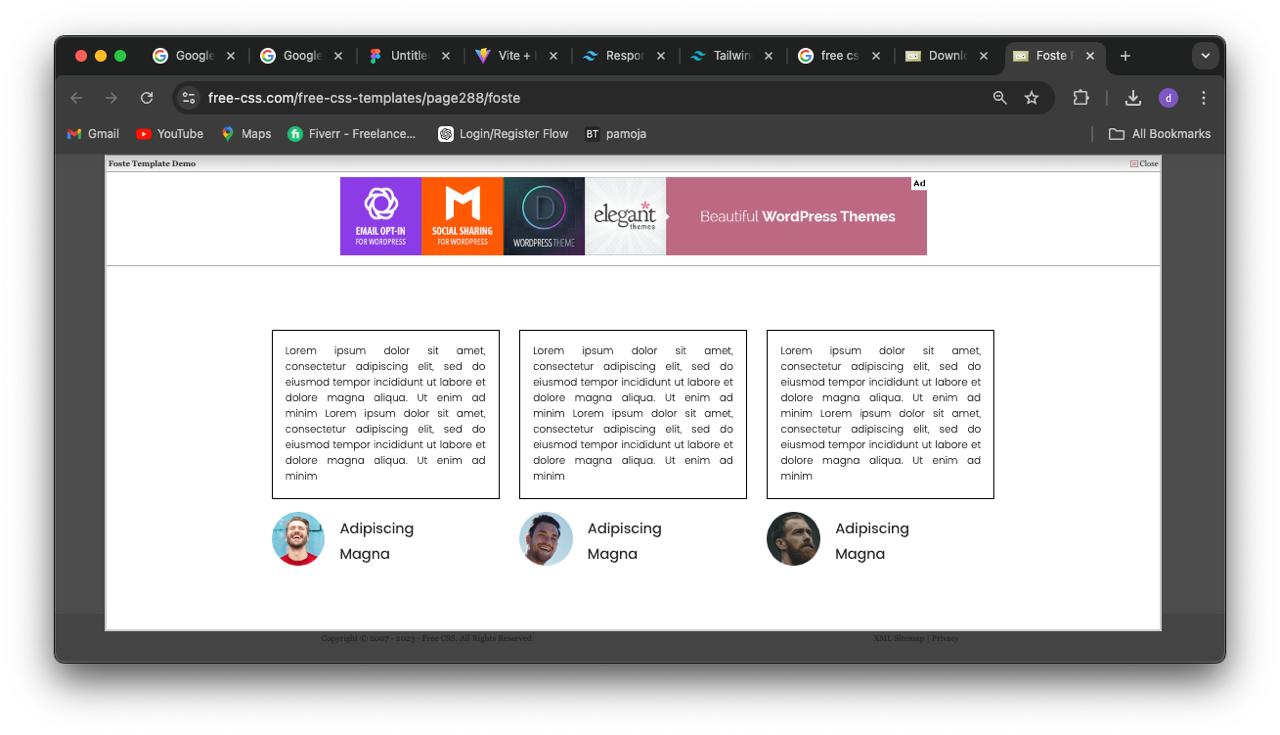 Google
Google
Untitle
Vite +
Respor
Tailwin
free cs
Downlo
Foste F
free-css.com/free-css-templates/page288/foste
d
Gmail
YouTube
Maps
Fiverr - Freelance...
Login/Register Flow
BT pamoja
All Bookmarks
Foste Template Demo
Close
EMAIL OPT-IN
FOR WORDPRESS
SOCIAL SHARING
FOR WORDPRESS
D
WORDPRESS THEME
elegant
themes
Beautiful WordPress Themes
Ad
Lorem ipsum dolor sit amet,
consectetur adipiscing elit, sed do
eiusmod tempor incididunt ut labore et
dolore magna aliqua. Ut enim ad
minim Lorem ipsum dolor sit amet,
consectetur adipiscing elit, sed do
eiusmod tempor incididunt ut labore et
dolore magna aliqua. Ut enim ad
minim
Adipiscing
Magna
Lorem ipsum dolor sit amet,
consectetur adipiscing elit, sed do
eiusmod tempor incididunt ut labore et
dolore magna aliqua. Ut enim ad
minim Lorem ipsum dolor sit amet,
consectetur adipiscing elit, sed do
eiusmod tempor incididunt ut labore et
dolore magna aliqua. Ut enim ad
minim
Adipiscing
Magna
Lorem ipsum dolor sit amet,
consectetur adipiscing elit, sed do
eiusmod tempor incididunt ut labore et
dolore magna aliqua. Ut enim ad
minim Lorem ipsum dolor sit amet,
consectetur adipiscing elit, sed do
eiusmod tempor incididunt ut labore et
dolore magna aliqua. Ut enim ad
minim
Adipiscing
Magna
Copyright © 2007 - 2023 - Free CSS. All Rights Reserved
XML Sitemap | Privacy